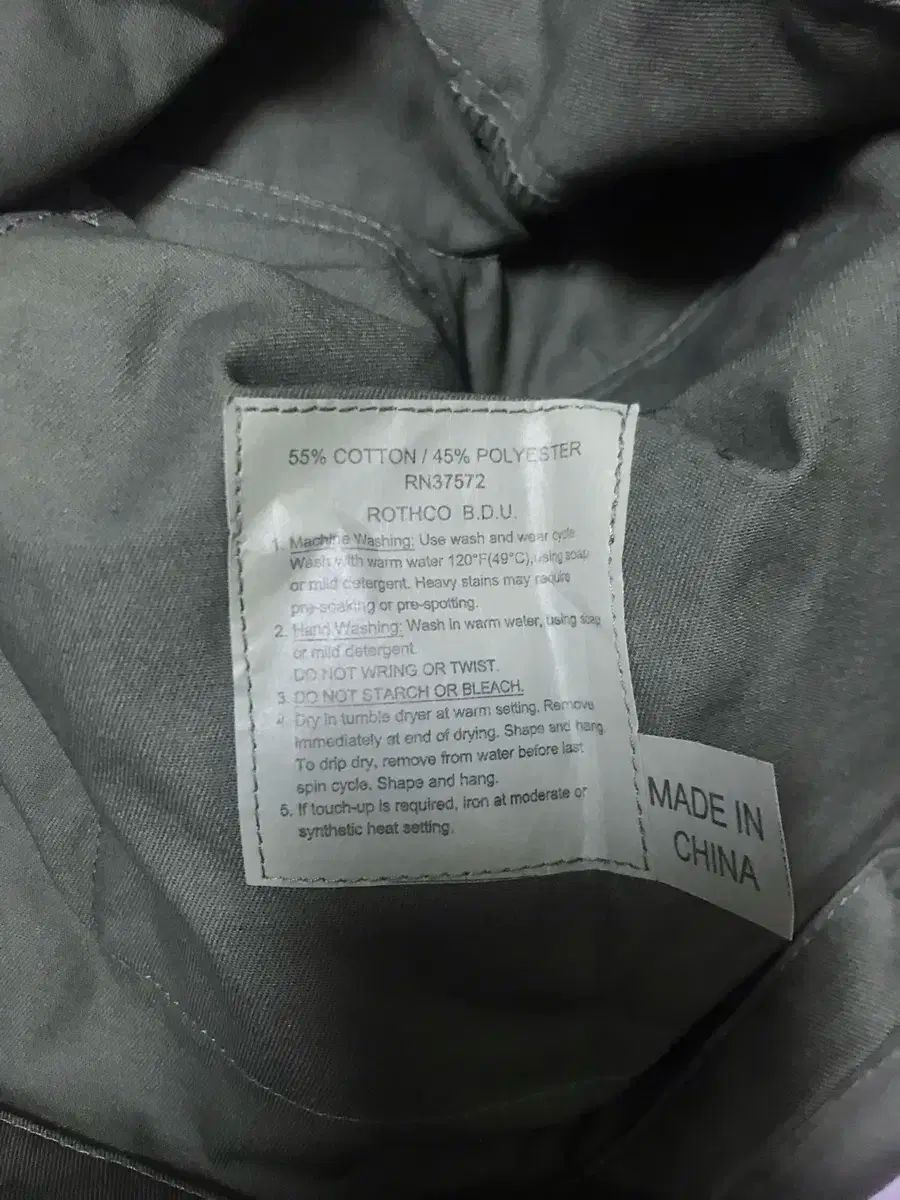 55% COTTON / 45% POLYESTER
RN37572
ROTHCO B.D.U.
1. Machine Washing: Use wash and wear cycle.
Wash with warm water 120°F(49°C), using soap
or mild detergent. Heavy stains may require
pre-soaking or pre-spotting.
2. Hand Washing: Wash in warm water, using soap
or mild detergent.
DO NOT WRING OR TWIST.
3. DO NOT STARCH OR BLEACH.
4. Dry in tumble dryer at warm setting. Remove
immediately at end of drying. Shape and hang.
To drip dry, remove from water before last
spin cycle. Shape and hang.
5. If touch-up is required, iron at moderate or
synthetic heat setting.
MADE IN
CHINA